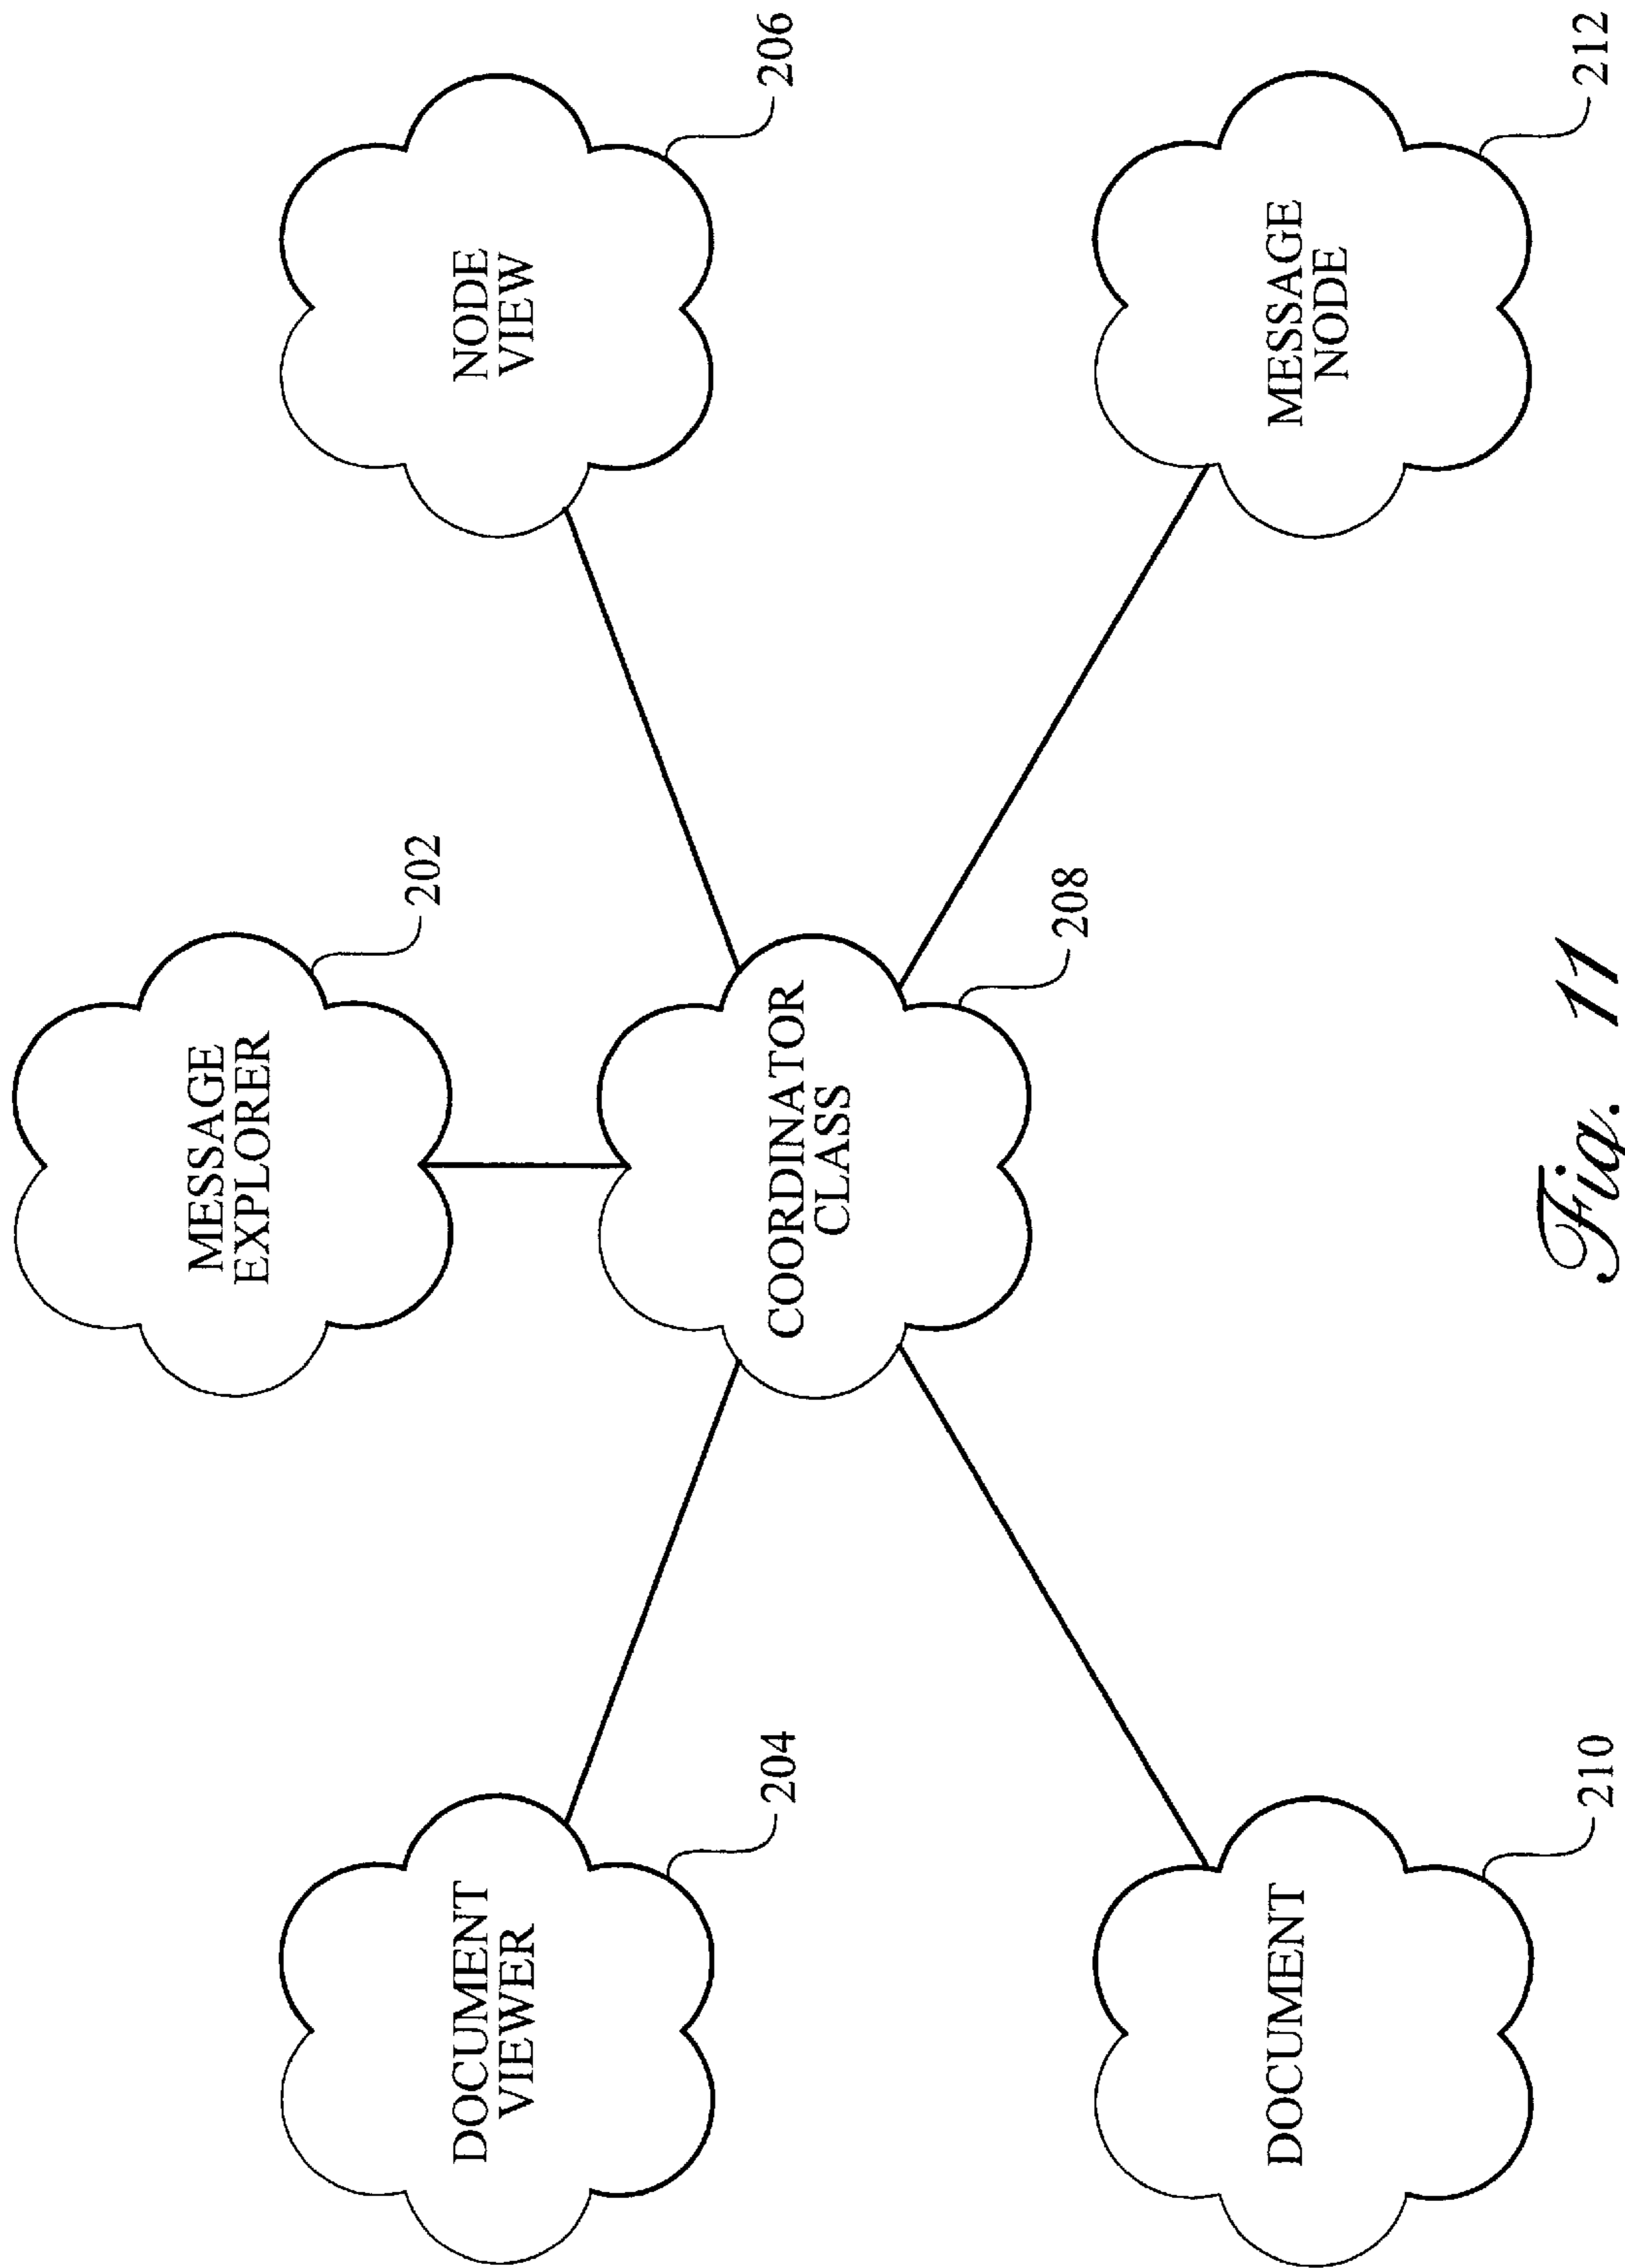 MESSAGE
EXPLORER
202
DOCUMENT
VIEWER
204
NODE
VIEW
206
COORDINATOR
CLASS
208
DOCUMENT
210
MESSAGE
NODE
212
Fig. 11